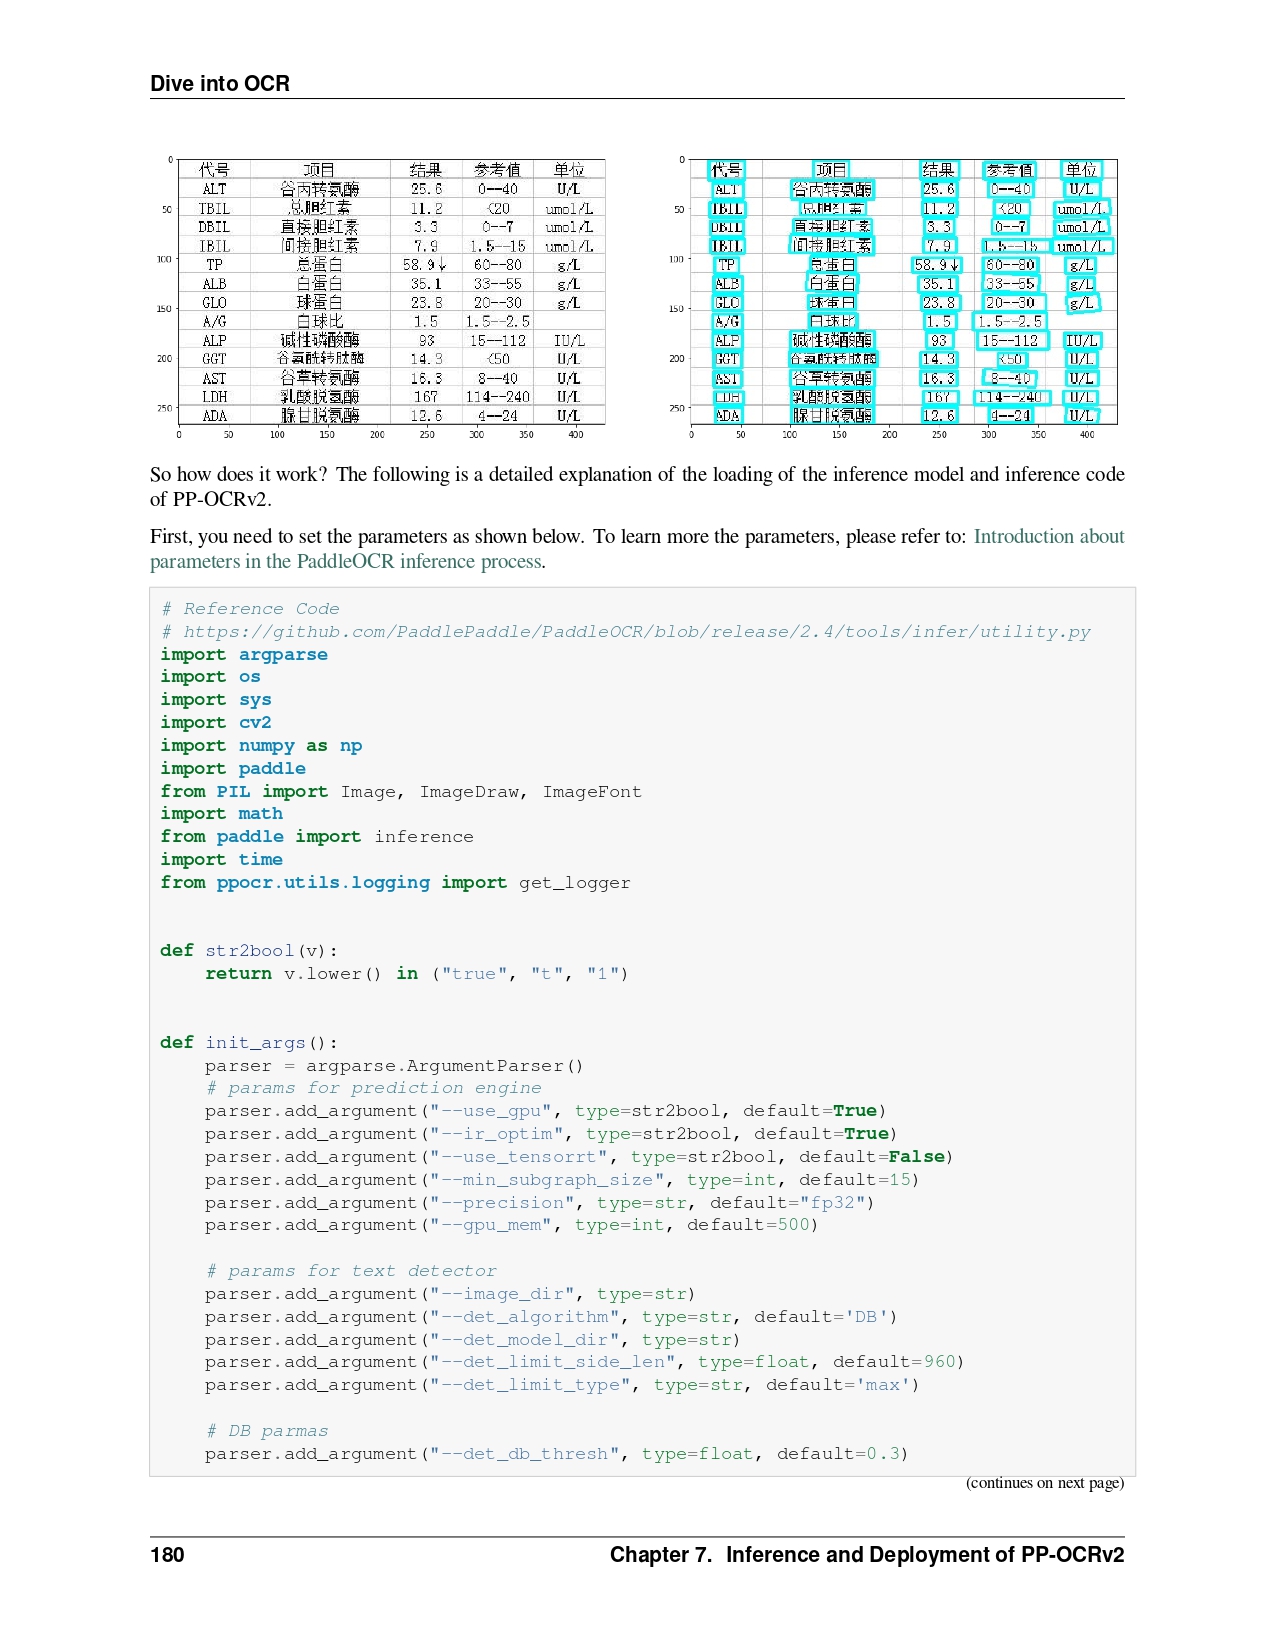 Dive into OCR
0 代号 项目 结果 参考值 单位
ALT 谷丙转氨酶 25.6 0--40 U/L
50 TBIL 总胆红素 11.2 <20 umol/L
DBIL 直接胆红素 3.3 0--7 umol/L
IBIL 间接胆红素 7.9 1.5--15 umol/L
100 TP 总蛋白 58.9↓ 60--80 g/L
ALB 白蛋白 35.1 33--55 g/L
150 GLO 球蛋白 23.8 20--30 g/L
A/G 白球比 1.5 1.5--2.5
ALP 碱性磷酸酶 93 15--112 IU/L
200 GGT 谷氨酰转肽酶 14.3 <50 U/L
AST 谷草转氨酶 16.3 8--40 U/L
LDH 乳酸脱氢酶 167 114--240 U/L
250 ADA 腺甘脱氨酶 12.6 4--24 U/L
0 50 100 150 200 250 300 350 400
0 代号 项目 结果 参考值 单位
ALT 谷丙转氨酶 25.6 0--40 U/L
50 TBIL 总胆红素 11.2 <20 umol/L
DBIL 直接胆红素 3.3 0--7 umol/L
IBIL 间接胆红素 7.9 1.5--15 umol/L
100 TP 总蛋白 58.9↓ 60--80 g/L
ALB 白蛋白 35.1 33--55 g/L
150 GLO 球蛋白 23.8 20--30 g/L
A/G 白球比 1.5 1.5--2.5
ALP 碱性磷酸酶 93 15--112 IU/L
200 GGT 谷氨酰转肽酶 14.3 <50 U/L
AST 谷草转氨酶 16.3 8--40 U/L
LDH 乳酸脱氢酶 167 114--240 U/L
250 ADA 腺甘脱氨酶 12.6 4--24 U/L
0 50 100 150 200 250 300 350 400
So how does it work? The following is a detailed explanation of the loading of the inference model and inference code
of PP-OCRv2.
First, you need to set the parameters as shown below. To learn more the parameters, please refer to: Introduction about
parameters in the PaddleOCR inference process.
# Reference Code
# https://github.com/PaddlePaddle/PaddleOCR/blob/release/2.4/tools/infer/utility.py
import argparse
import os
import sys
import cv2
import numpy as np
import paddle
from PIL import Image, ImageDraw, ImageFont
import math
from paddle import inference
import time
from ppocr.utils.logging import get_logger
def str2bool(v):
    return v.lower() in ("true", "t", "1")
def init_args():
    parser = argparse.ArgumentParser()
    # params for prediction engine
    parser.add_argument("--use_gpu", type=str2bool, default=True)
    parser.add_argument("--ir_optim", type=str2bool, default=True)
    parser.add_argument("--use_tensorrt", type=str2bool, default=False)
    parser.add_argument("--min_subgraph_size", type=int, default=15)
    parser.add_argument("--precision", type=str, default="fp32")
    parser.add_argument("--gpu_mem", type=int, default=500)
    # params for text detector
    parser.add_argument("--image_dir", type=str)
    parser.add_argument("--det_algorithm", type=str, default='DB')
    parser.add_argument("--det_model_dir", type=str)
    parser.add_argument("--det_limit_side_len", type=float, default=960)
    parser.add_argument("--det_limit_type", type=str, default='max')
    # DB parmas
    parser.add_argument("--det_db_thresh", type=float, default=0.3)
(continues on next page)
180 Chapter 7. Inference and Deployment of PP-OCRv2